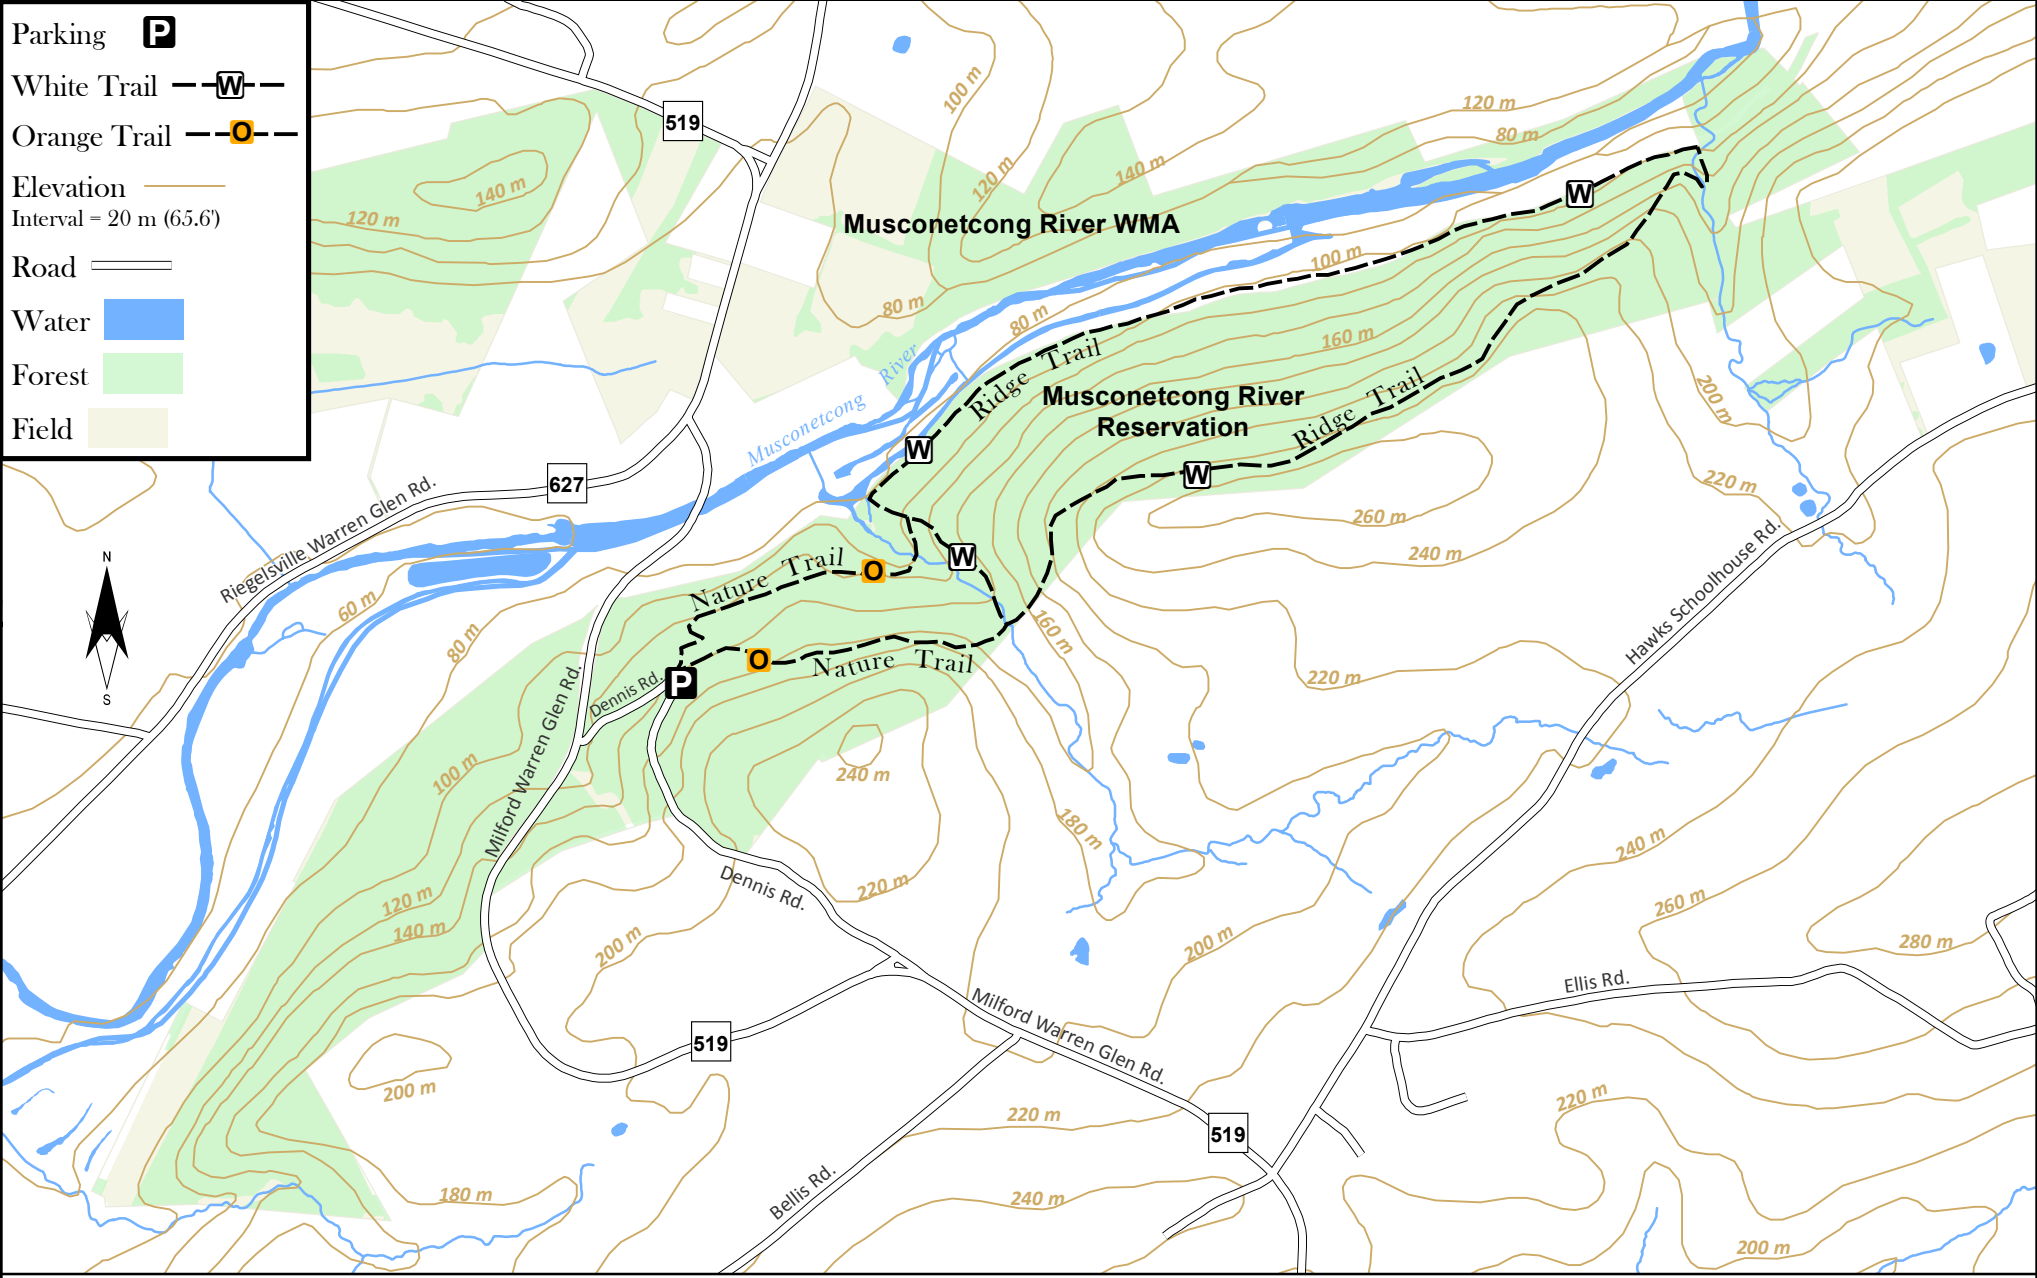 Parking P
White Trail W
Orange Trail O
Elevation
Interval = 20 m (65.6')
Road
Water
Forest
Field
N
S
519
100 m
120 m
80 m
140 m
120 m
140 m
120 m
Musconetcong River WMA
100 m
80 m
80 m
W
160 m
River
Ridge Trail
Musconetcong River
Reservation
Ridge Trail
200 m
Musconetcong
W
W
627
Riegelsville Warren Glen Rd.
220 m
260 m
240 m
Nature Trail
O
W
60 m
80 m
160 m
Hawks Schoolhouse Rd.
O
Nature Trail
P
Dennis Rd.
220 m
Milford Warren Glen Rd.
100 m
240 m
180 m
240 m
Dennis Rd.
220 m
120 m
140 m
200 m
200 m
260 m
280 m
Ellis Rd.
519
Milford Warren Glen Rd.
200 m
220 m
220 m
519
Bellis Rd.
180 m
240 m
200 m